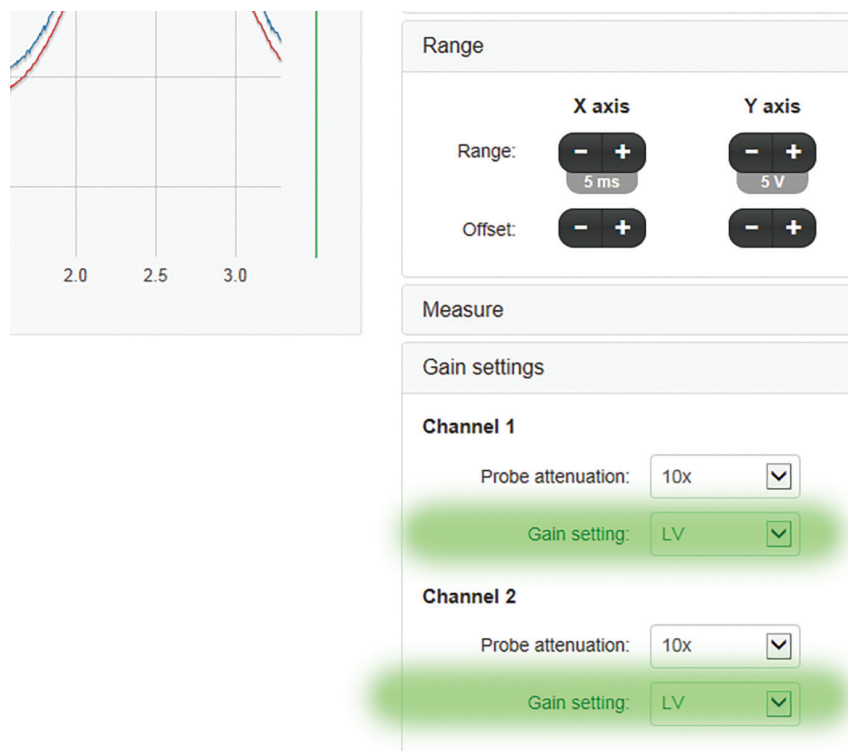 Range
X axis Y axis
Range: - + - +
5 ms 5 V
Offset: - + - +
2.0 2.5 3.0
Measure
Gain settings
Channel 1
Probe attenuation: 10x
Gain setting: LV
Channel 2
Probe attenuation: 10x
Gain setting: LV